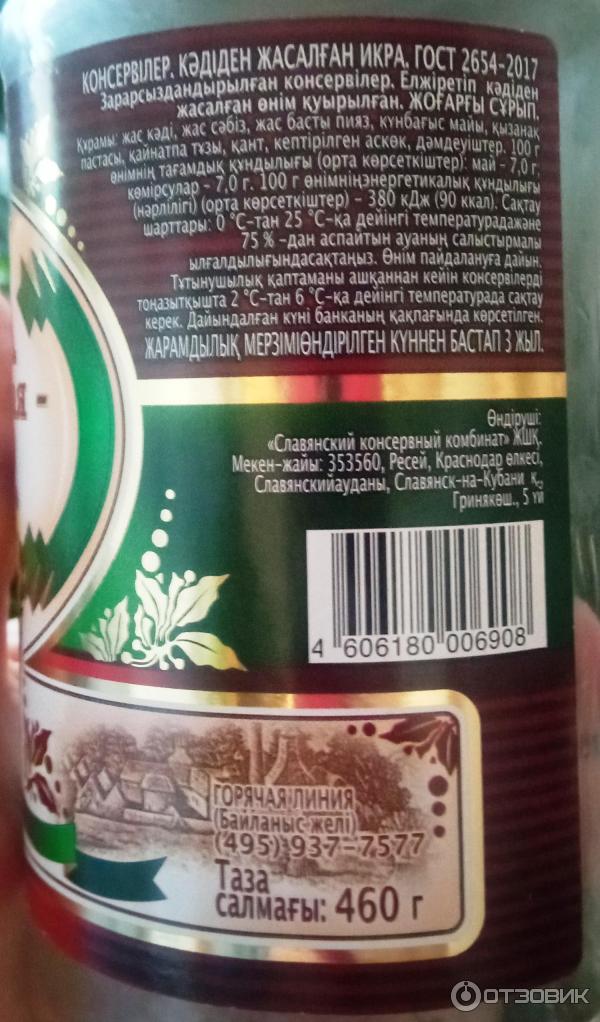 КОНСЕРВІЛЕР. КӘДІДЕН ЖАСАЛҒАН ИКРА. ГОСТ 2654-2017
Зарарсыздандырылған консервілер. Елжіретіп кәдіден
жасалған өнім қуырылған. ЖОҒАРҒЫ СҰРЫП.
Құрамы: жас кәді, жас сәбіз, жас басты пияз, күнбағыс майы, қызанақ
пастасы, қайнатпа тұзы, қант, кептірілген аскөк, дәмдеуіштер. 100 г
өнімнің тағамдық құндылығы (орта көрсеткіштер): май - 7,0 г,
көмірсулар - 7,0 г. 100 г өнімніңэнергетикалық құндылығы
(нәрлілігі) (орта көрсеткіштер) – 380 кДж (90 ккал). Сақтау
шарттары: 0 °С-тан 25 °С-қа дейінгі температурадажәне
75 % -дан аспайтын ауаның салыстырмалы
ылғалдылығындасақтаңыз. Өнім пайдалануға дайын.
Тұтынушылық қаптаманы ашқаннан кейін консервілерді
тоңазытқышта 2 °С-тан 6 °С-қа дейінгі температурада сақтау
керек. Дайындалған күні банканың қақпағында көрсетілген.
ЖАРАМДЫЛЫҚ МЕРЗІМІӨНДІРІЛГЕН КҮННЕН БАСТАП 3 ЖЫЛ.
Өндіруші:
«Славянский консервный комбинат» ЖШҚ.
Мекен-жайы: 353560, Ресей, Краснодар өлкесі,
Славянскийауданы, Славянск-на-Кубани қ.,
Гринякөш., 5 үй
4 606180 006908
ГОРЯЧАЯ ЛИНИЯ
(Байланыс желі)
(495) 937-7577
Таза
салмағы: 460 г
ОТЗОВИК